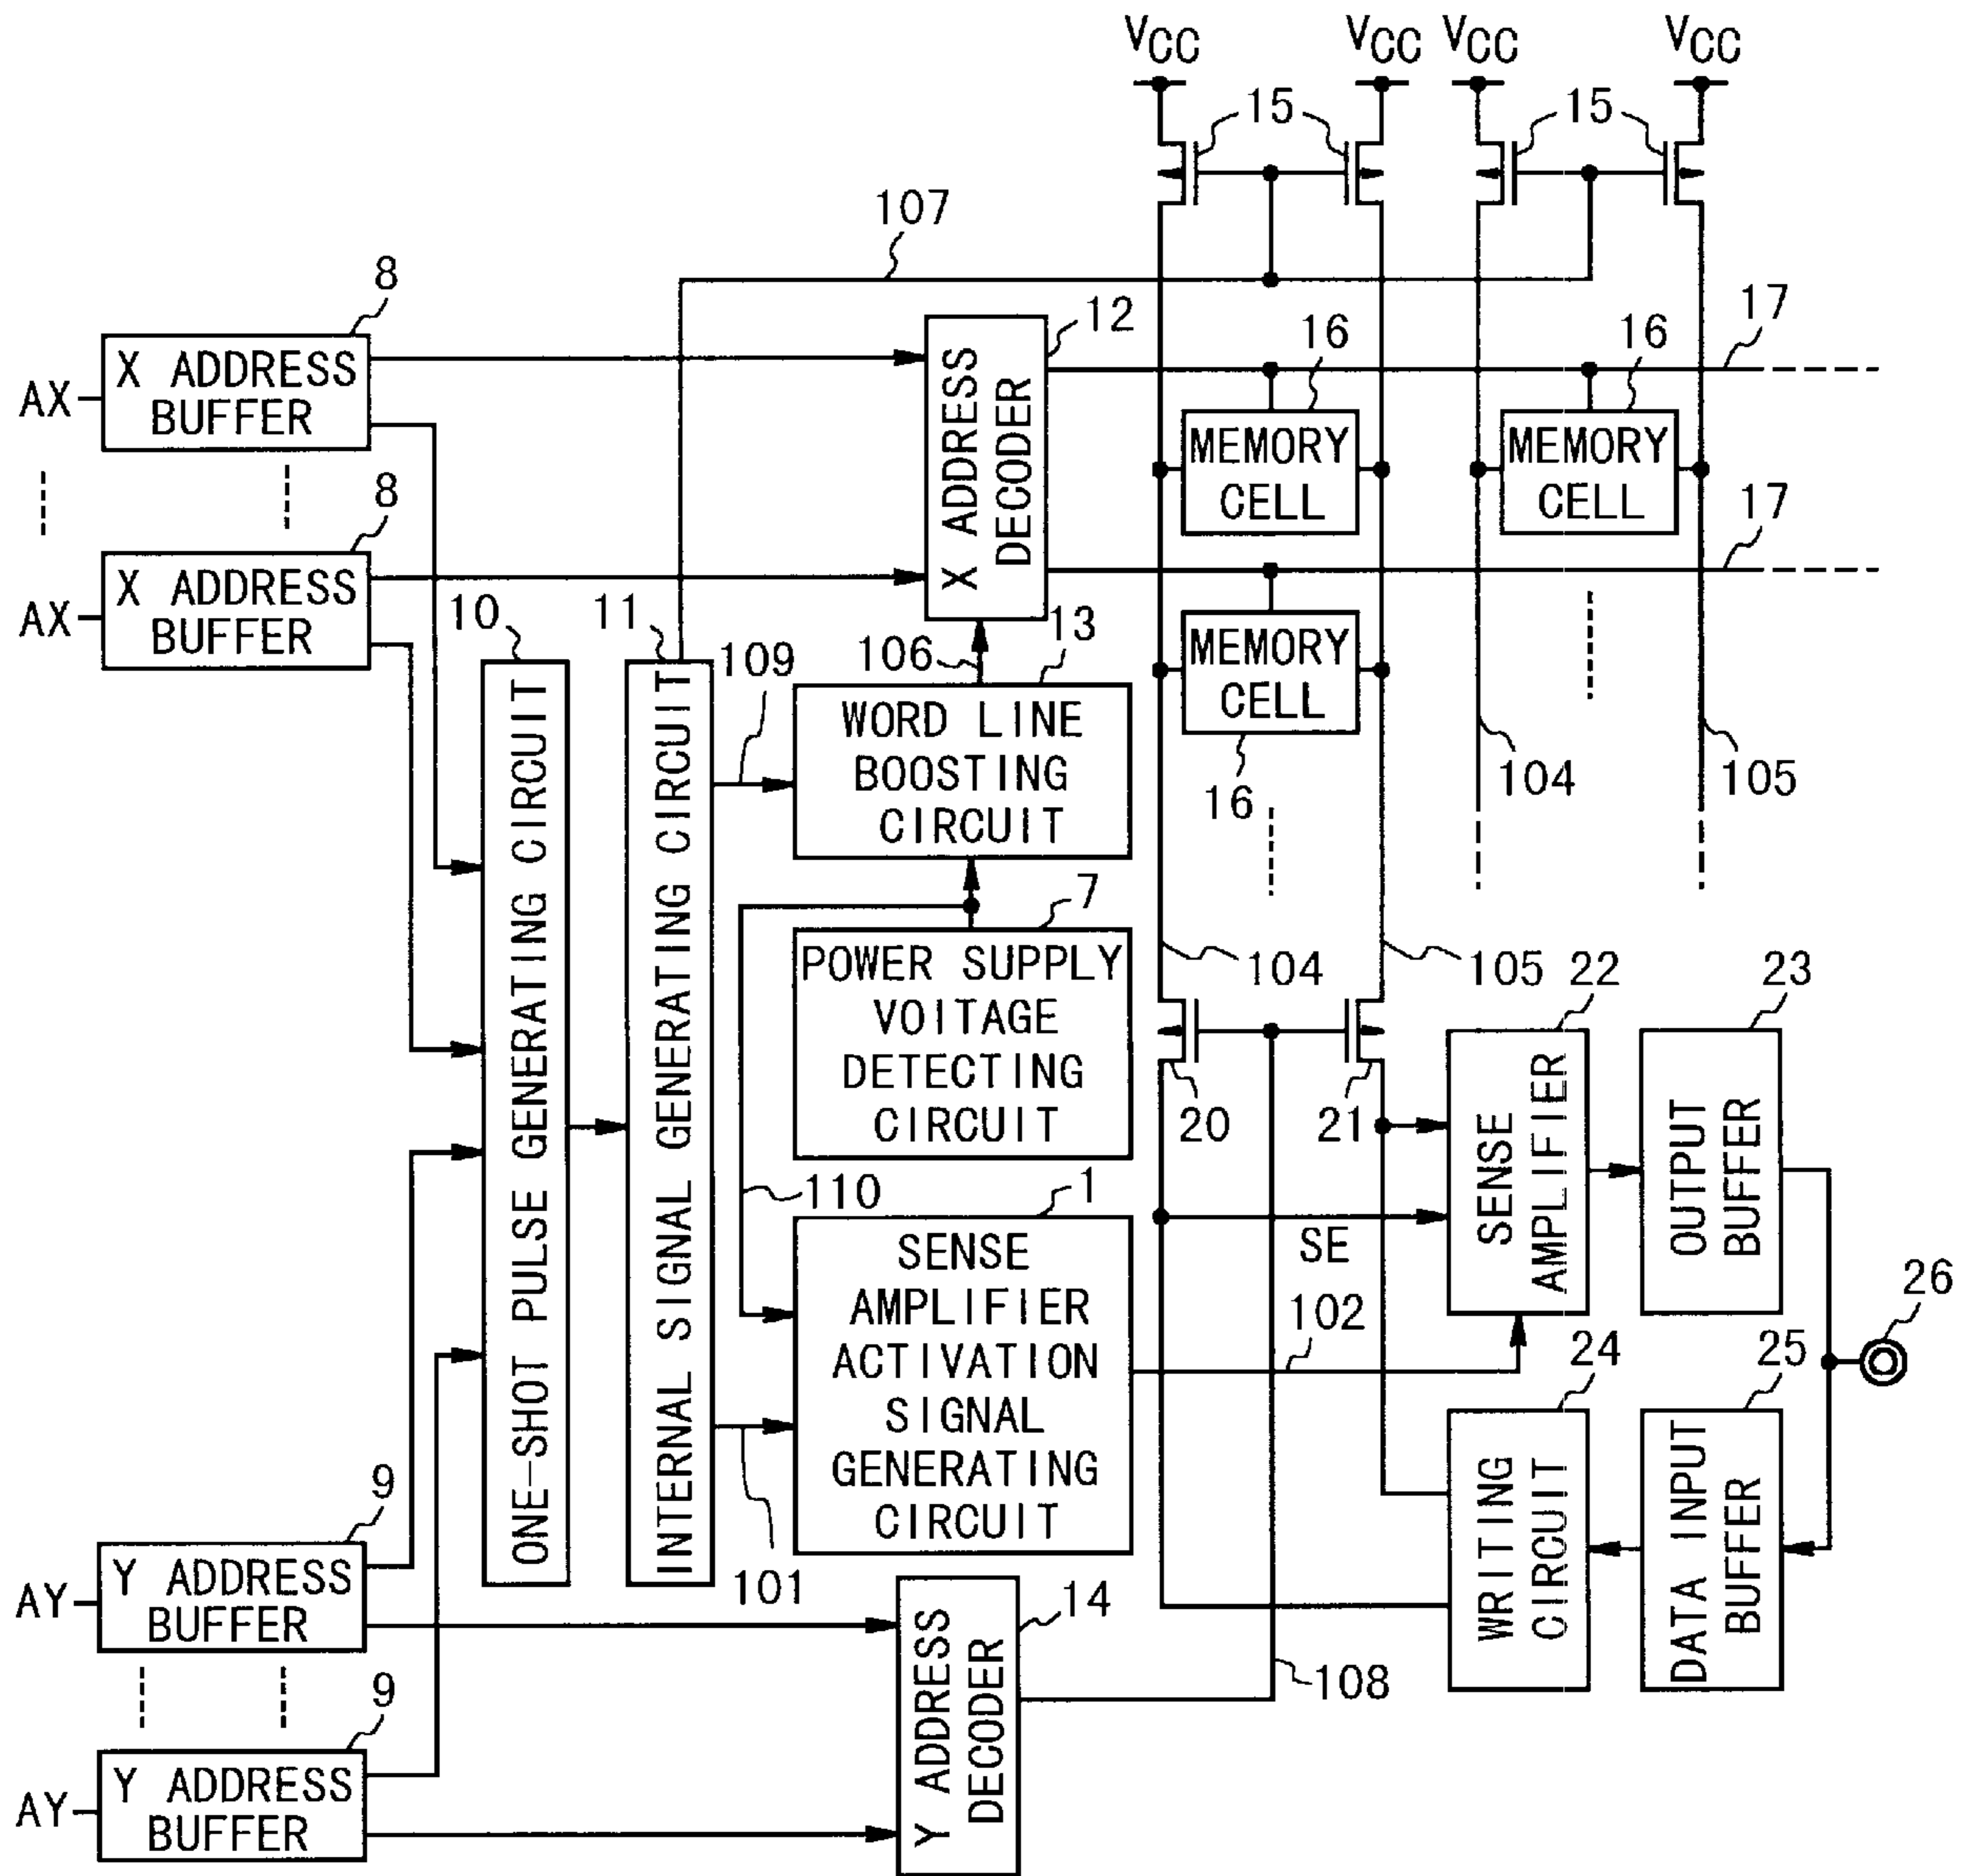 VCC VCC VCC VCC
15 15
107
8
12
17
X ADDRESS
BUFFER
AX
X ADDRESS
DECODER
16 16
MEMORY
CELL
MEMORY
CELL
8
17
X ADDRESS
BUFFER
AX
10
11
109
106
13
MEMORY
CELL
16
104
105
ONE-SHOT PULSE GENERATING CIRCUIT
INTERNAL SIGNAL GENERATING CIRCUIT
WORD LINE
BOOSTING
CIRCUIT
7
POWER SUPPLY
VOITAGE
DETECTING
CIRCUIT
104
105
22
23
20
21
SENSE
AMPLIFIER
OUTPUT
BUFFER
110
1
SE
SENSE
AMPLIFIER
ACTIVATION
SIGNAL
GENERATING
CIRCUIT
102
26
24
25
WRITING
CIRCUIT
DATA INPUT
BUFFER
101
9
Y ADDRESS
BUFFER
AY
14
Y ADDRESS
DECODER
108
9
Y ADDRESS
BUFFER
AY